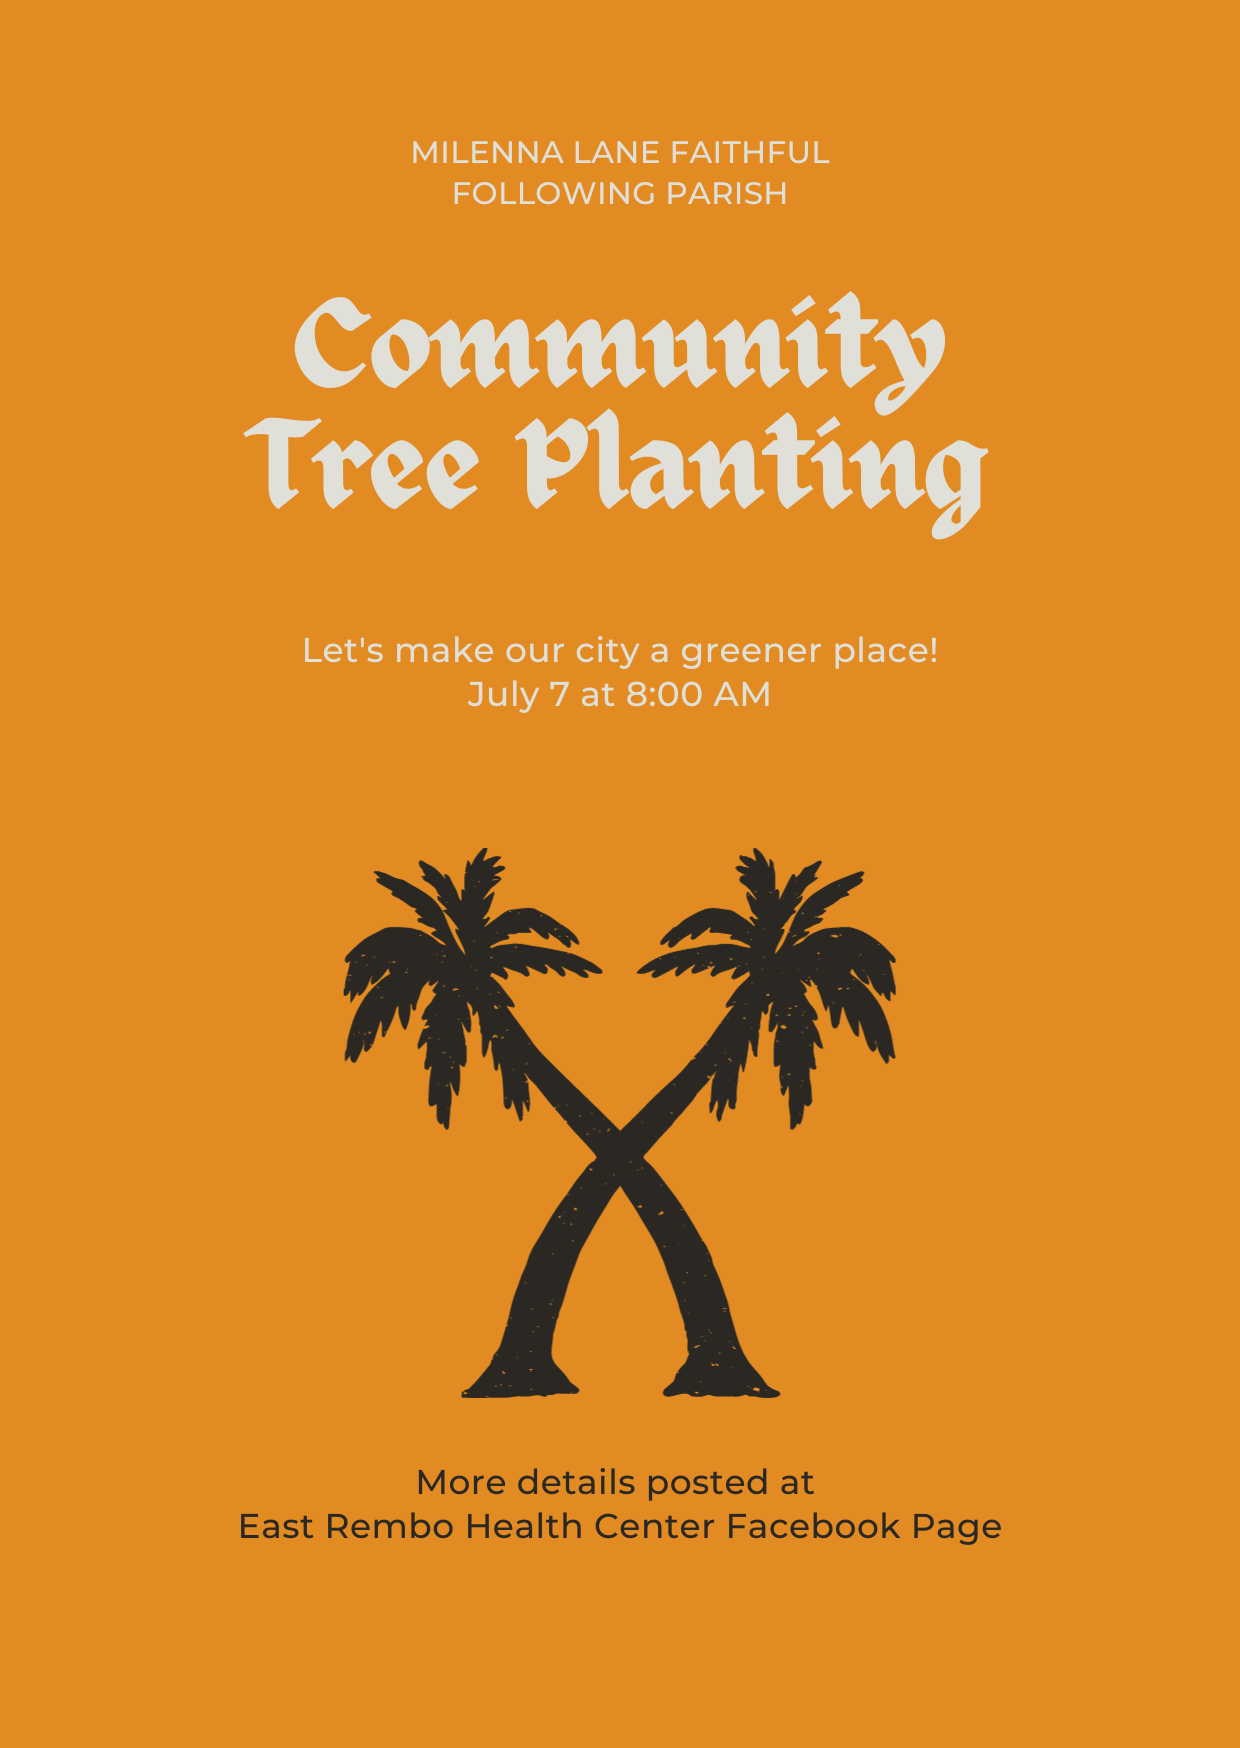 MILENNA LANE FAITHFUL
FOLLOWING PARISH
Community
Tree Planting
Let's make our city a greener place!
July 7 at 8:00 AM
More details posted at
East Rembo Health Center Facebook Page